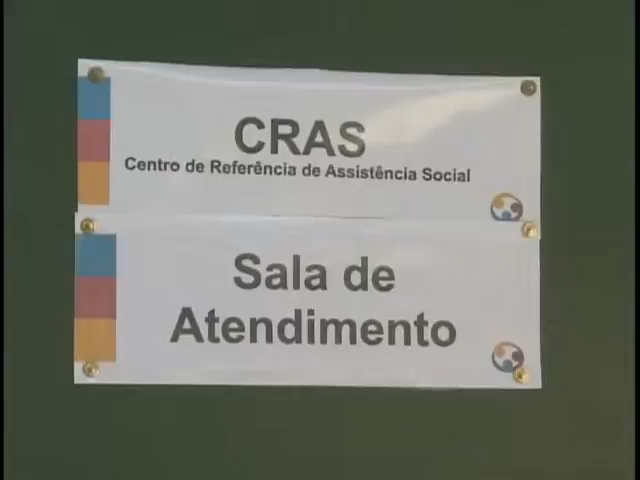 CRAS
Centro de Referência de Assistência Social
Sala de
Atendimento